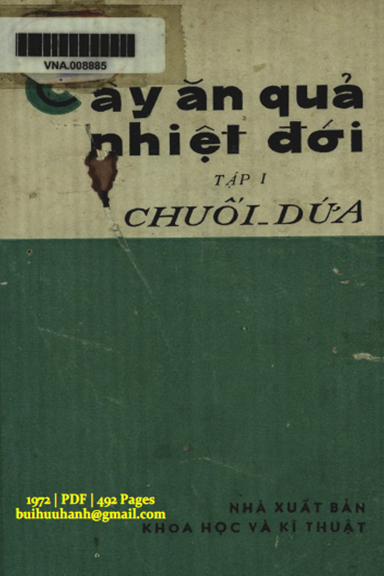 VNA.008885
Cây ăn quả
nhiệt đới
TẬP I
CHUỐI_DỨA
1972 | PDF | 492 Pages
buihuuhanh@gmail.com
NHÀ XUẤT BẢN
KHOA HỌC VÀ KĨ THUẬT